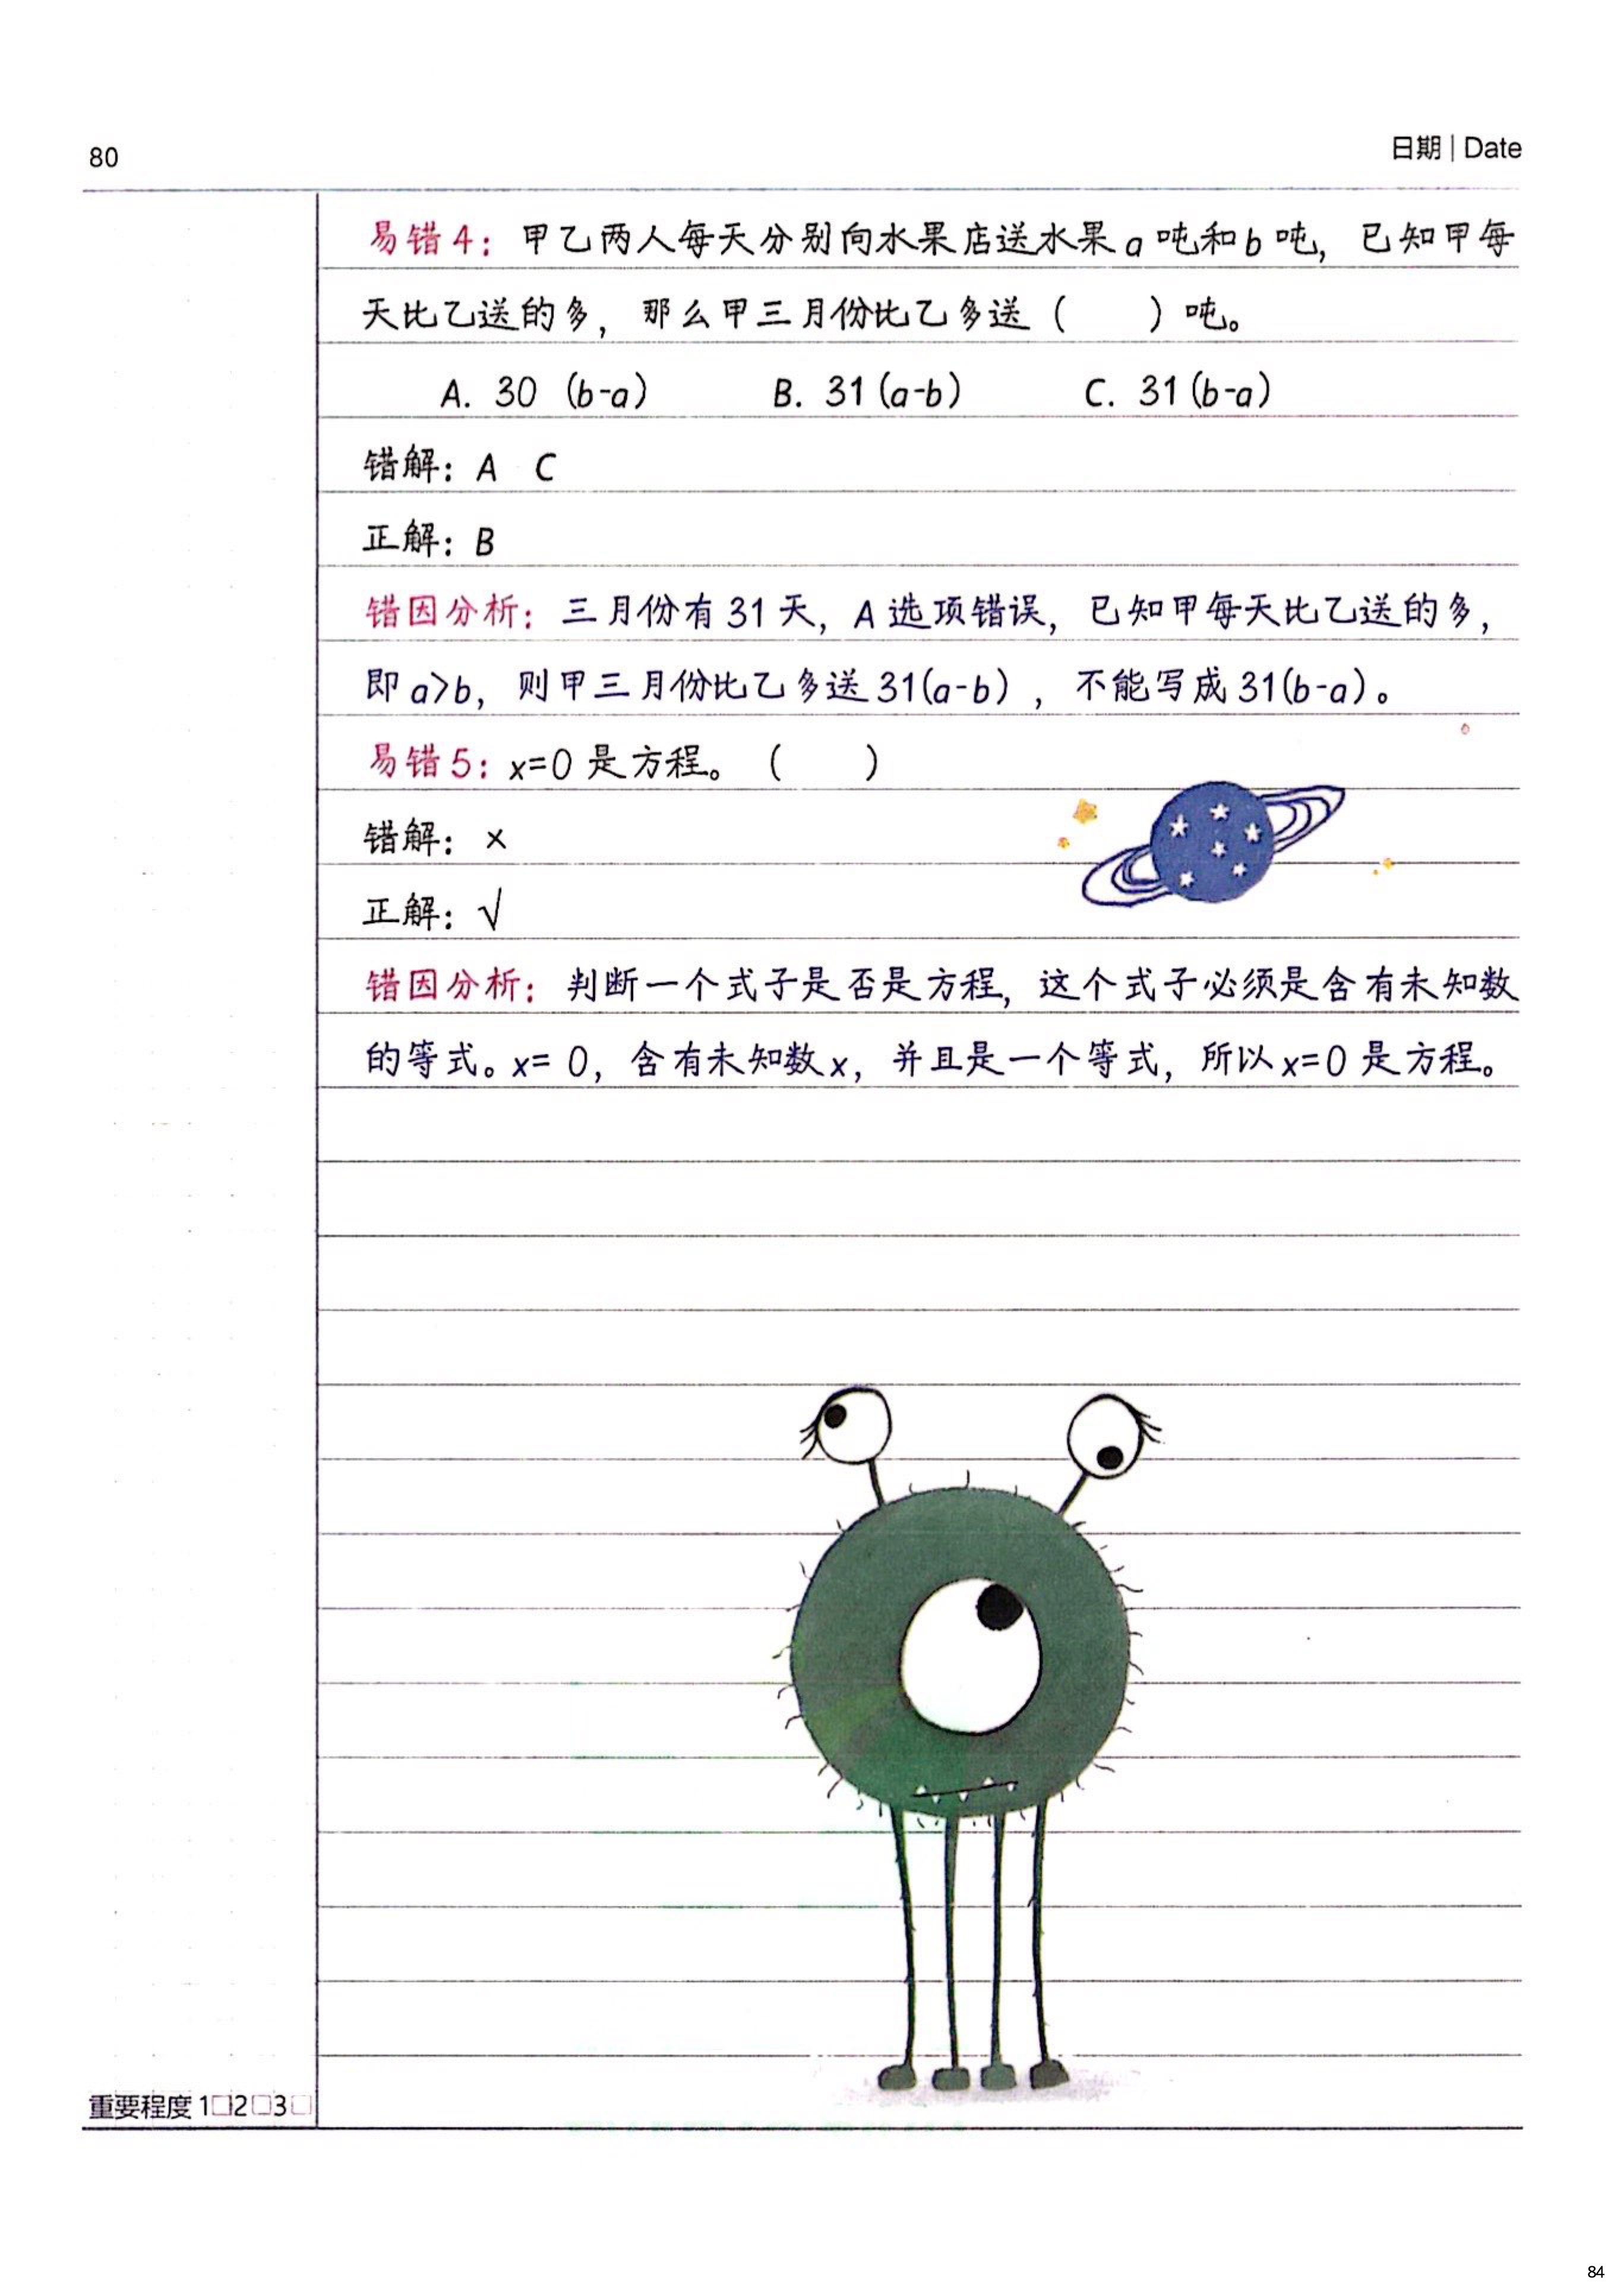 80
日期 | Date
易错4：甲乙两人每天分别向水果店送水果a吨和b吨，已知甲每
天比乙送的多，那么甲三月份比乙多送（　　）吨。
A. 30 (b-a)　　B. 31(a-b)　　C. 31(b-a)
错解：A C
正解：B
错因分析：三月份有31天，A选项错误，已知甲每天比乙送的多，
即a>b，则甲三月份比乙多送31(a-b)，不能写成31(b-a)。
易错5：x=0是方程。（　　）
错解：×
正解：√
错因分析：判断一个式子是否是方程，这个式子必须是含有未知数
的等式。x= 0，含有未知数x，并且是一个等式，所以x=0是方程。
重要程度 1□2□3□
84